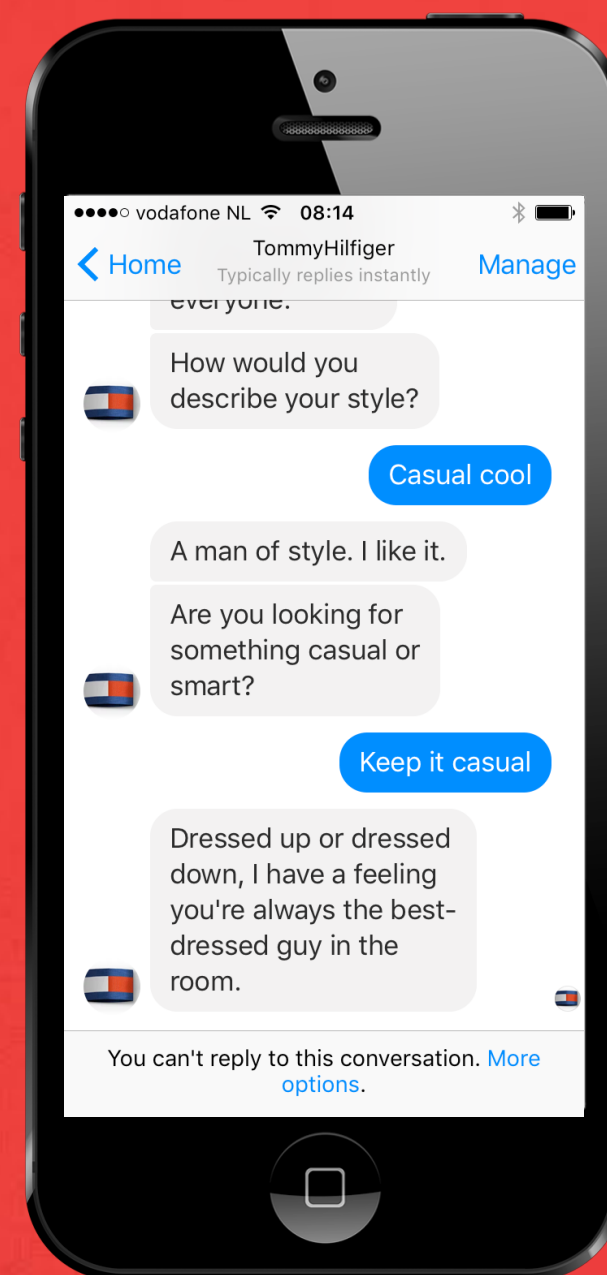 vodafone NL 08:14
TommyHilfiger
Home
Typically replies instantly
Manage
everyone.
How would you
describe your style?
Casual cool
A man of style. I like it.
Are you looking for
something casual or
smart?
Keep it casual
Dressed up or dressed
down, I have a feeling
you're always the best-
dressed guy in the
room.
You can't reply to this conversation. More
options.